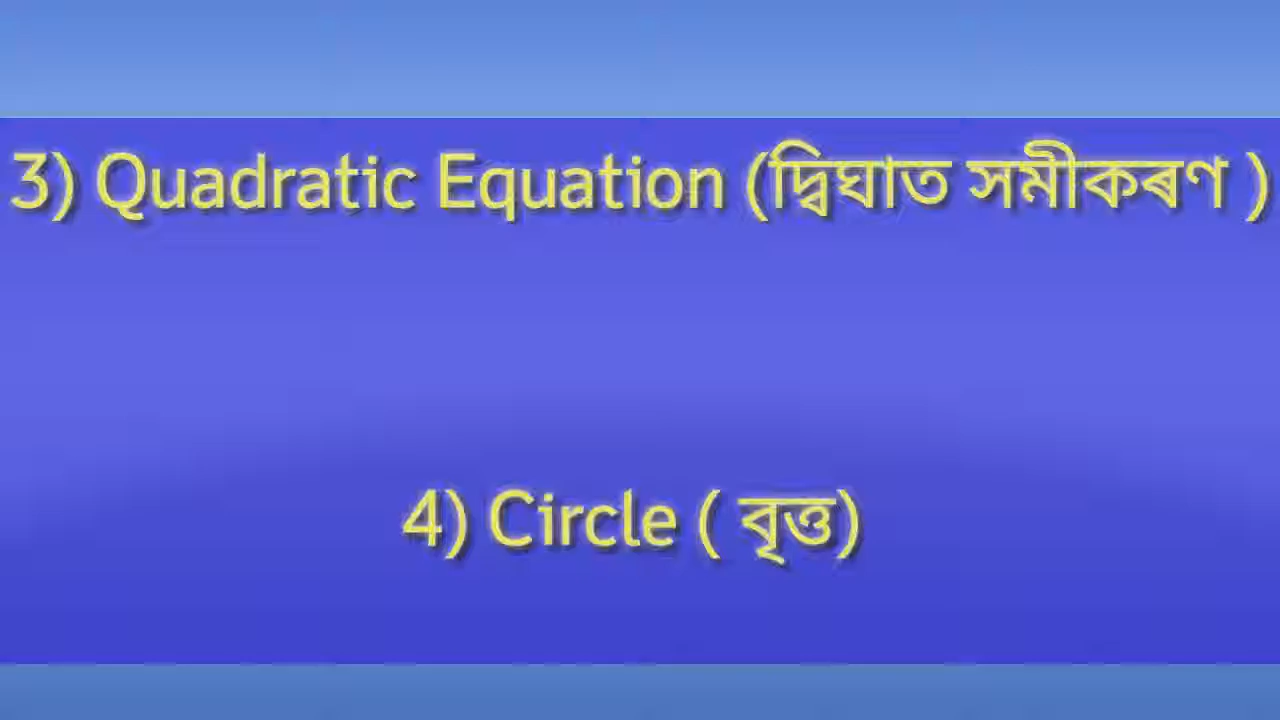 3) Quadratic Equation (দ্বিঘাত সমীকৰণ )
4) Circle ( বৃত্ত)